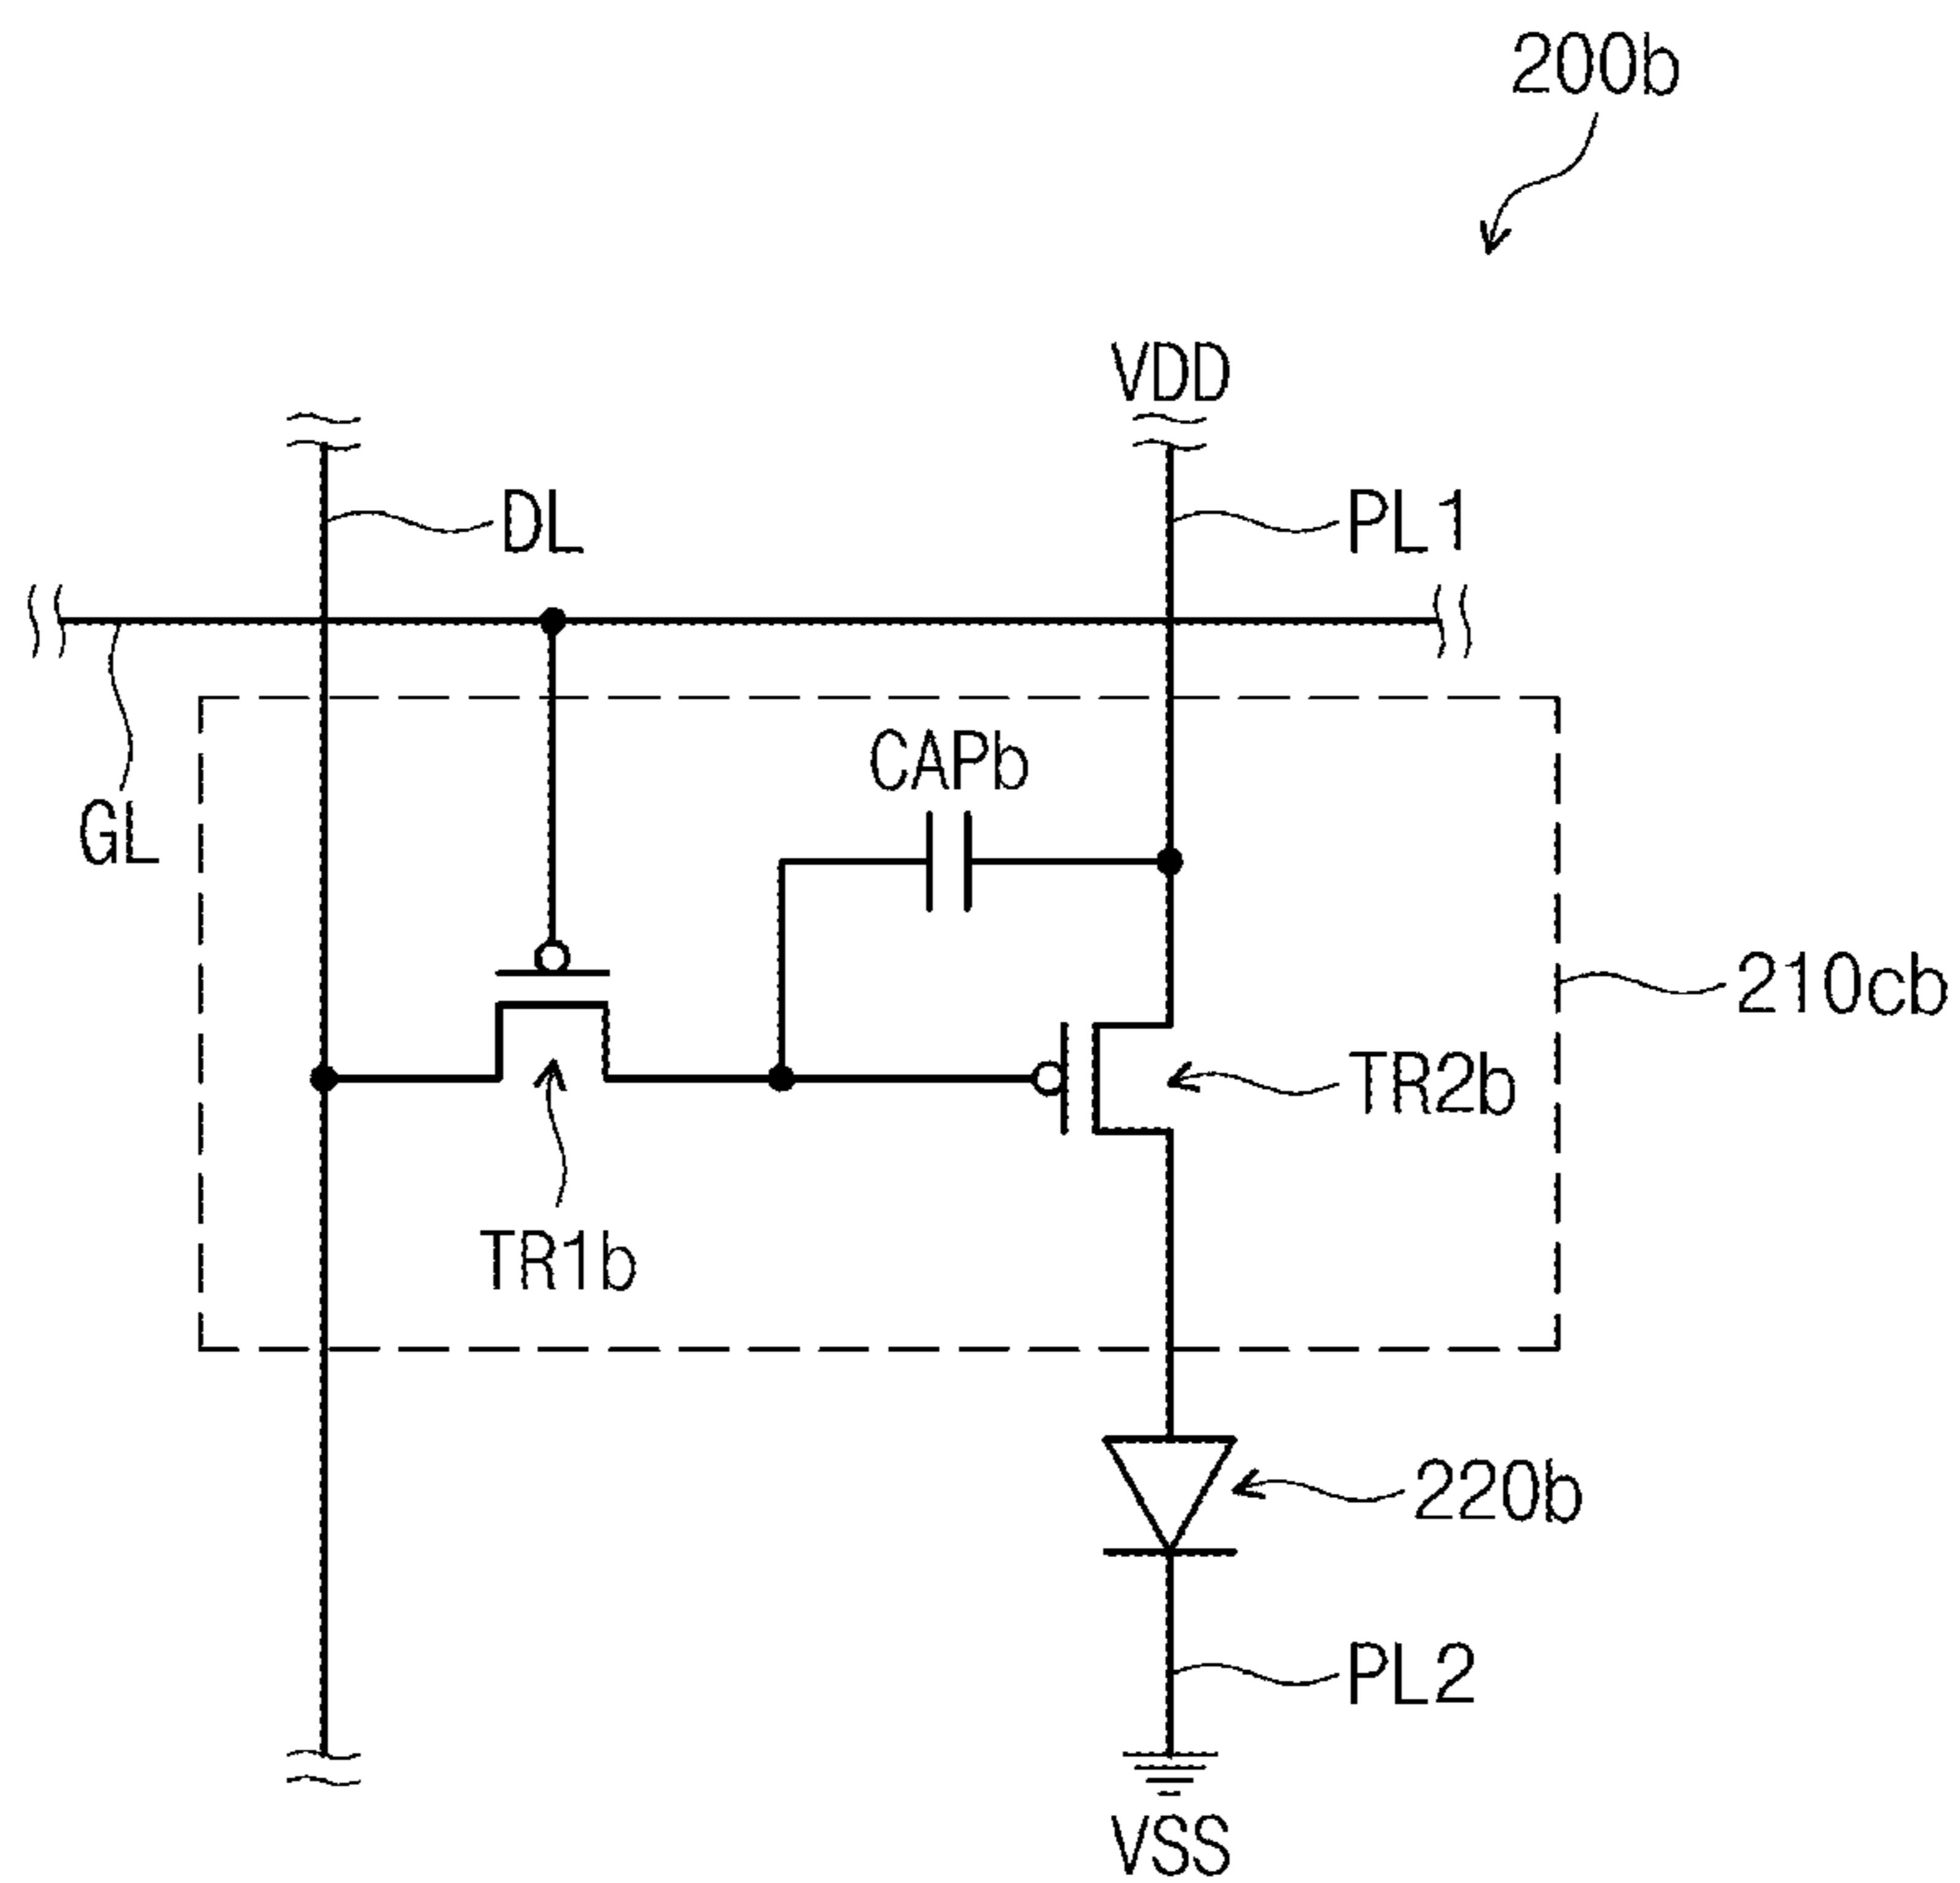 200b
VDD
DL
PL1
CAPb
GL
210cb
TR2b
TR1b
220b
PL2
VSS